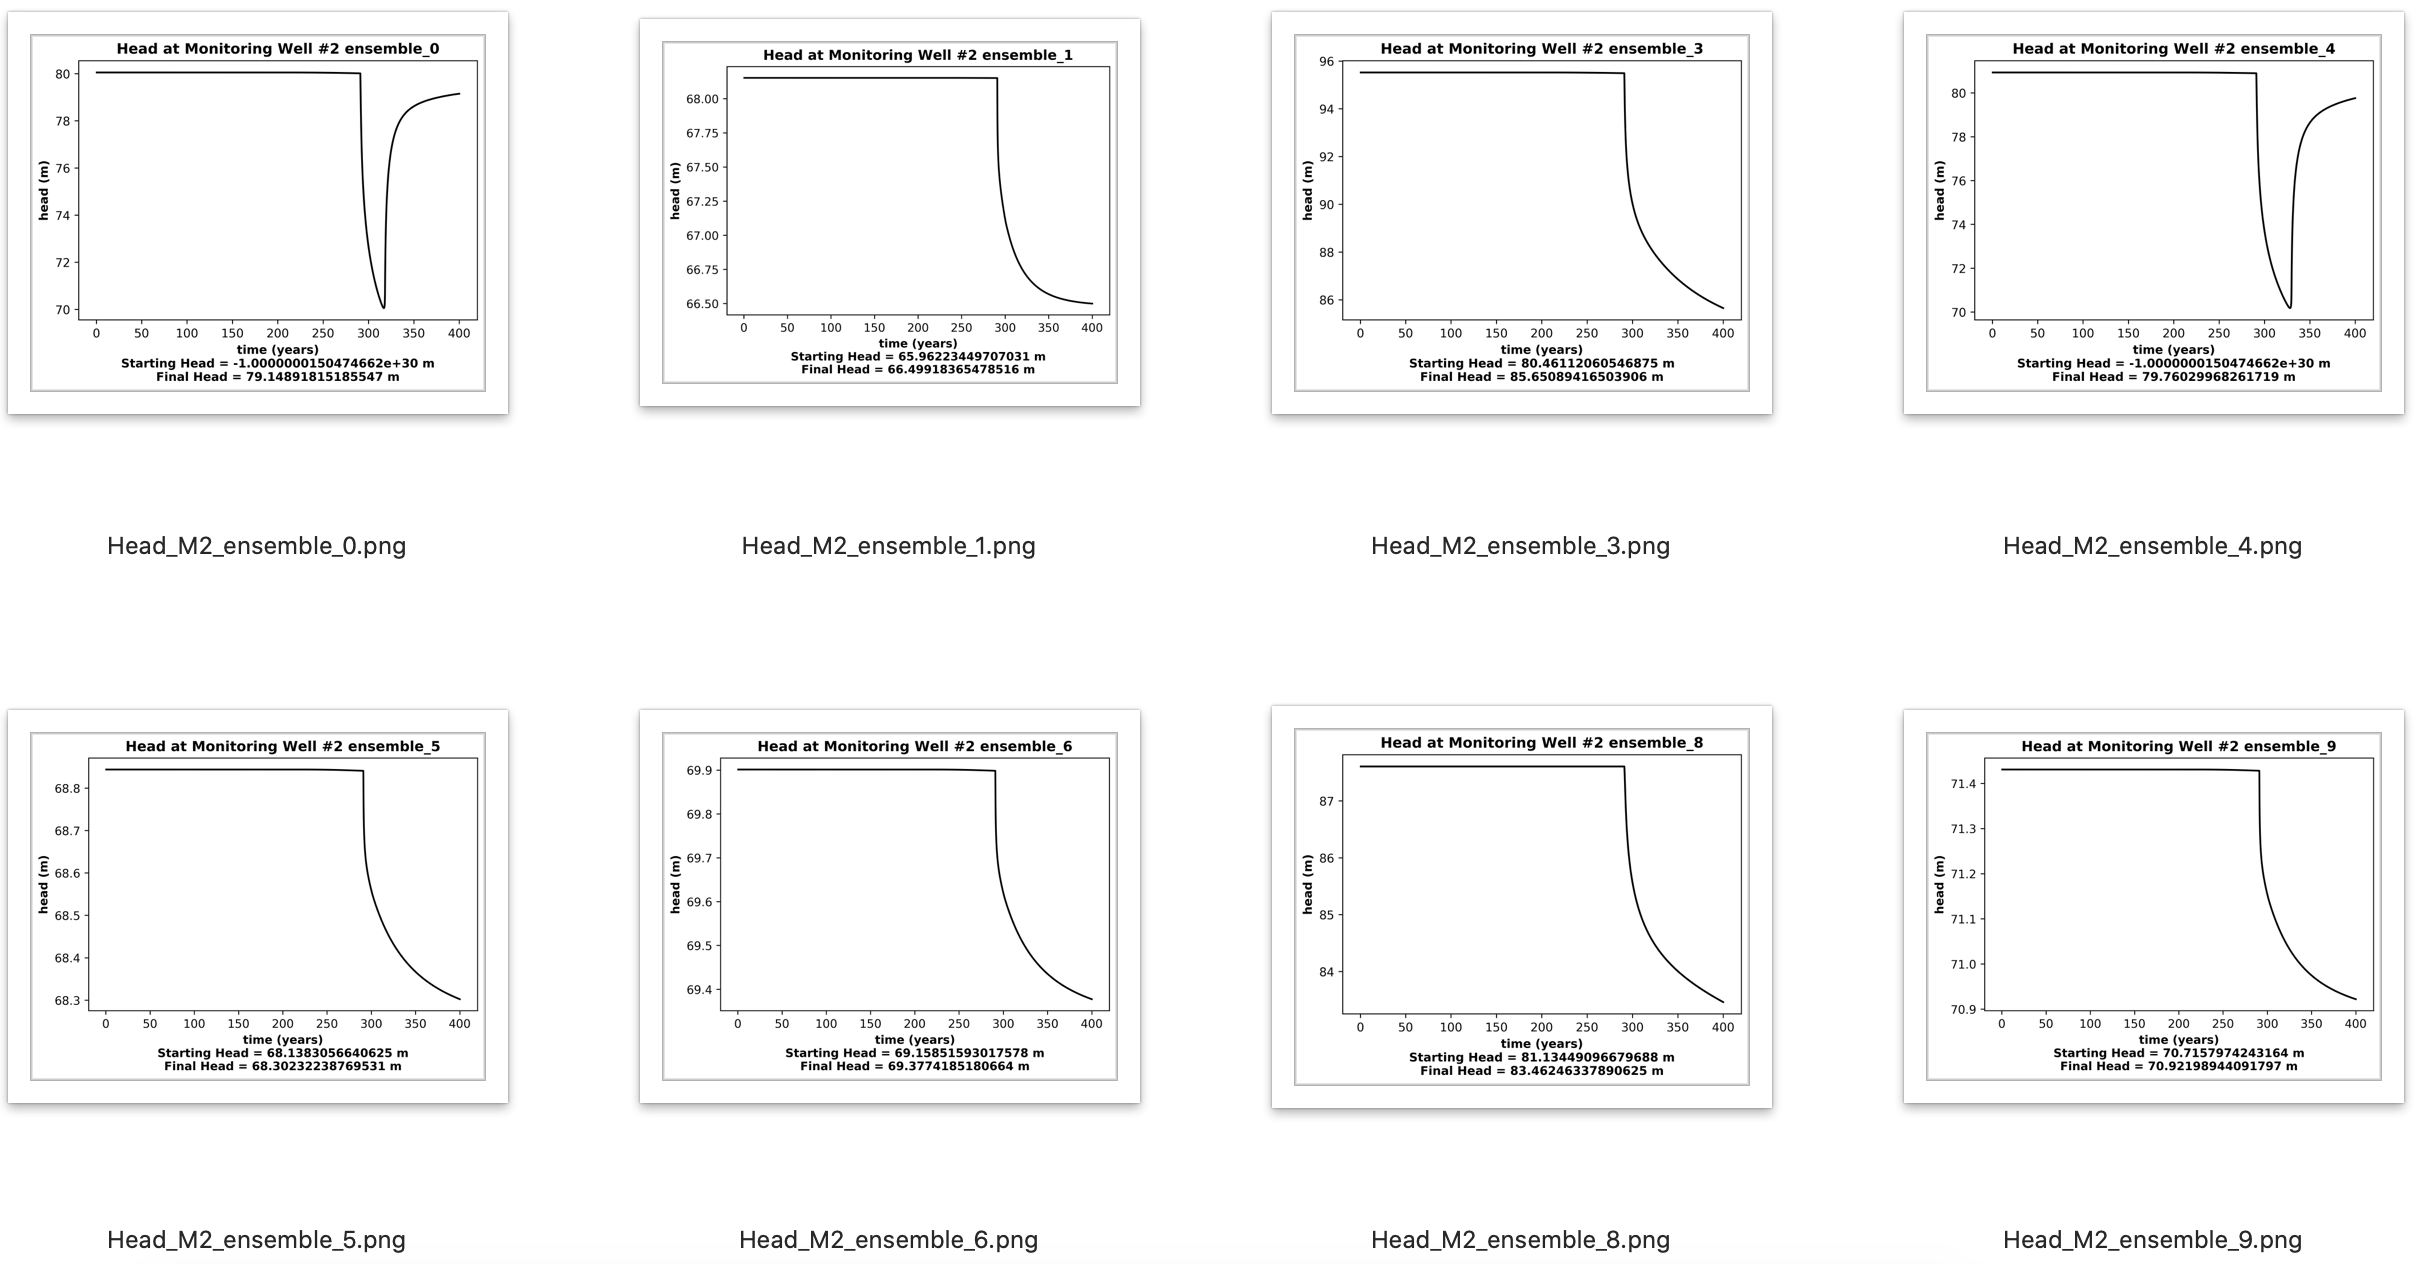 Head at Monitoring Well #2 ensemble_0
80
78
76
74
72
70
head (m)
0 50 100 150 200 250 300 350 400
time (years)
Starting Head = -1.0000000150474662e+30 m
Final Head = 79.14891815185547 m
Head_M2_ensemble_0.png
Head at Monitoring Well #2 ensemble_1
68.00
67.75
67.50
67.25
67.00
66.75
66.50
head (m)
0 50 100 150 200 250 300 350 400
time (years)
Starting Head = 65.96223449707031 m
Final Head = 66.49918365478516 m
Head_M2_ensemble_1.png
Head at Monitoring Well #2 ensemble_3
96
94
92
90
88
86
head (m)
0 50 100 150 200 250 300 350 400
time (years)
Starting Head = 80.46112060546875 m
Final Head = 85.65089416503906 m
Head_M2_ensemble_3.png
Head at Monitoring Well #2 ensemble_4
80
78
76
74
72
70
head (m)
0 50 100 150 200 250 300 350 400
time (years)
Starting Head = -1.0000000150474662e+30 m
Final Head = 79.76029968261719 m
Head_M2_ensemble_4.png
Head at Monitoring Well #2 ensemble_5
68.8
68.7
68.6
68.5
68.4
68.3
head (m)
0 50 100 150 200 250 300 350 400
time (years)
Starting Head = 68.1383056640625 m
Final Head = 68.30232238769531 m
Head_M2_ensemble_5.png
Head at Monitoring Well #2 ensemble_6
69.9
69.8
69.7
69.6
69.5
69.4
head (m)
0 50 100 150 200 250 300 350 400
time (years)
Starting Head = 69.15851593017578 m
Final Head = 69.3774185180664 m
Head_M2_ensemble_6.png
Head at Monitoring Well #2 ensemble_8
87
86
85
84
head (m)
0 50 100 150 200 250 300 350 400
time (years)
Starting Head = 81.13449096679688 m
Final Head = 83.46246337890625 m
Head_M2_ensemble_8.png
Head at Monitoring Well #2 ensemble_9
71.4
71.3
71.2
71.1
71.0
70.9
head (m)
0 50 100 150 200 250 300 350 400
time (years)
Starting Head = 70.7157974243164 m
Final Head = 70.92198944091797 m
Head_M2_ensemble_9.png